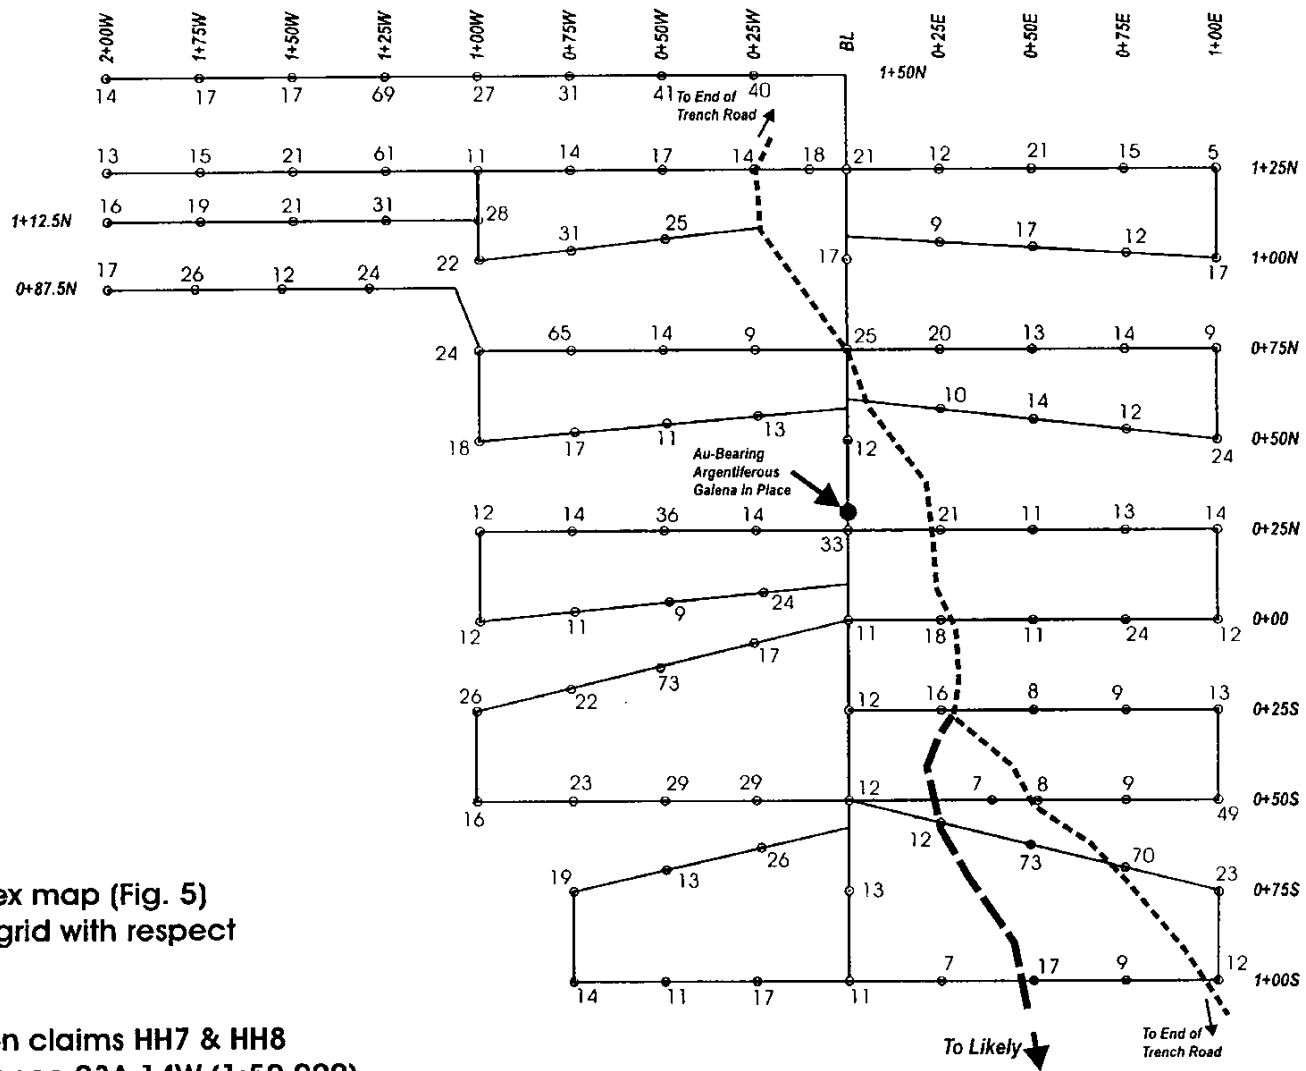 2+00W 1+75W 1+50W 1+25W 1+00W 0+75W 0+50W 0+25W BL 0+25E 0+50E 0+75E 1+00E
1+50N
14 17 17 69 27 31 41 40
To End of
Trench Road
13 15 21 61 11 14 17 14 18 21 12 21 15 5 1+25N
1+12.5N 16 19 21 31 28
22 31 25 17 9 17 12 17 1+00N
0+87.5N 17 26 12 24
24 65 14 9 25 20 13 14 9 0+75N
18 17 11 13 12 10 14 12 24 0+50N
Au-Bearing
Argentiferous
Galena in Place
12 14 36 14 33 21 11 13 14 0+25N
12 11 9 24 11 18 11 24 12 0+00
26 22 73 17 12 16 8 9 13 0+25S
16 23 29 29 12 7 8 9 49 0+50S
19 13 26 13 12 73 70 23 0+75S
14 11 17 11 7 17 9 12 1+00S
ex map (Fig. 5)
grid with respect
n claims HH7 & HH8
To Likely
To End of
Trench Road
93A 14W (1:50,000)